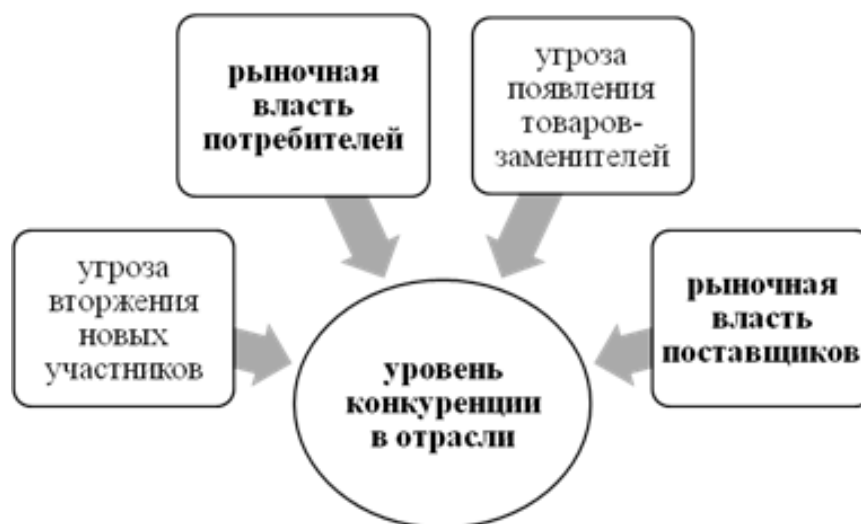 рыночная
власть
потребителей
угроза
появления
товаров-
заменителей
угроза
вторжения
новых
участников
рыночная
власть
поставщиков
уровень
конкуренции
в отрасли